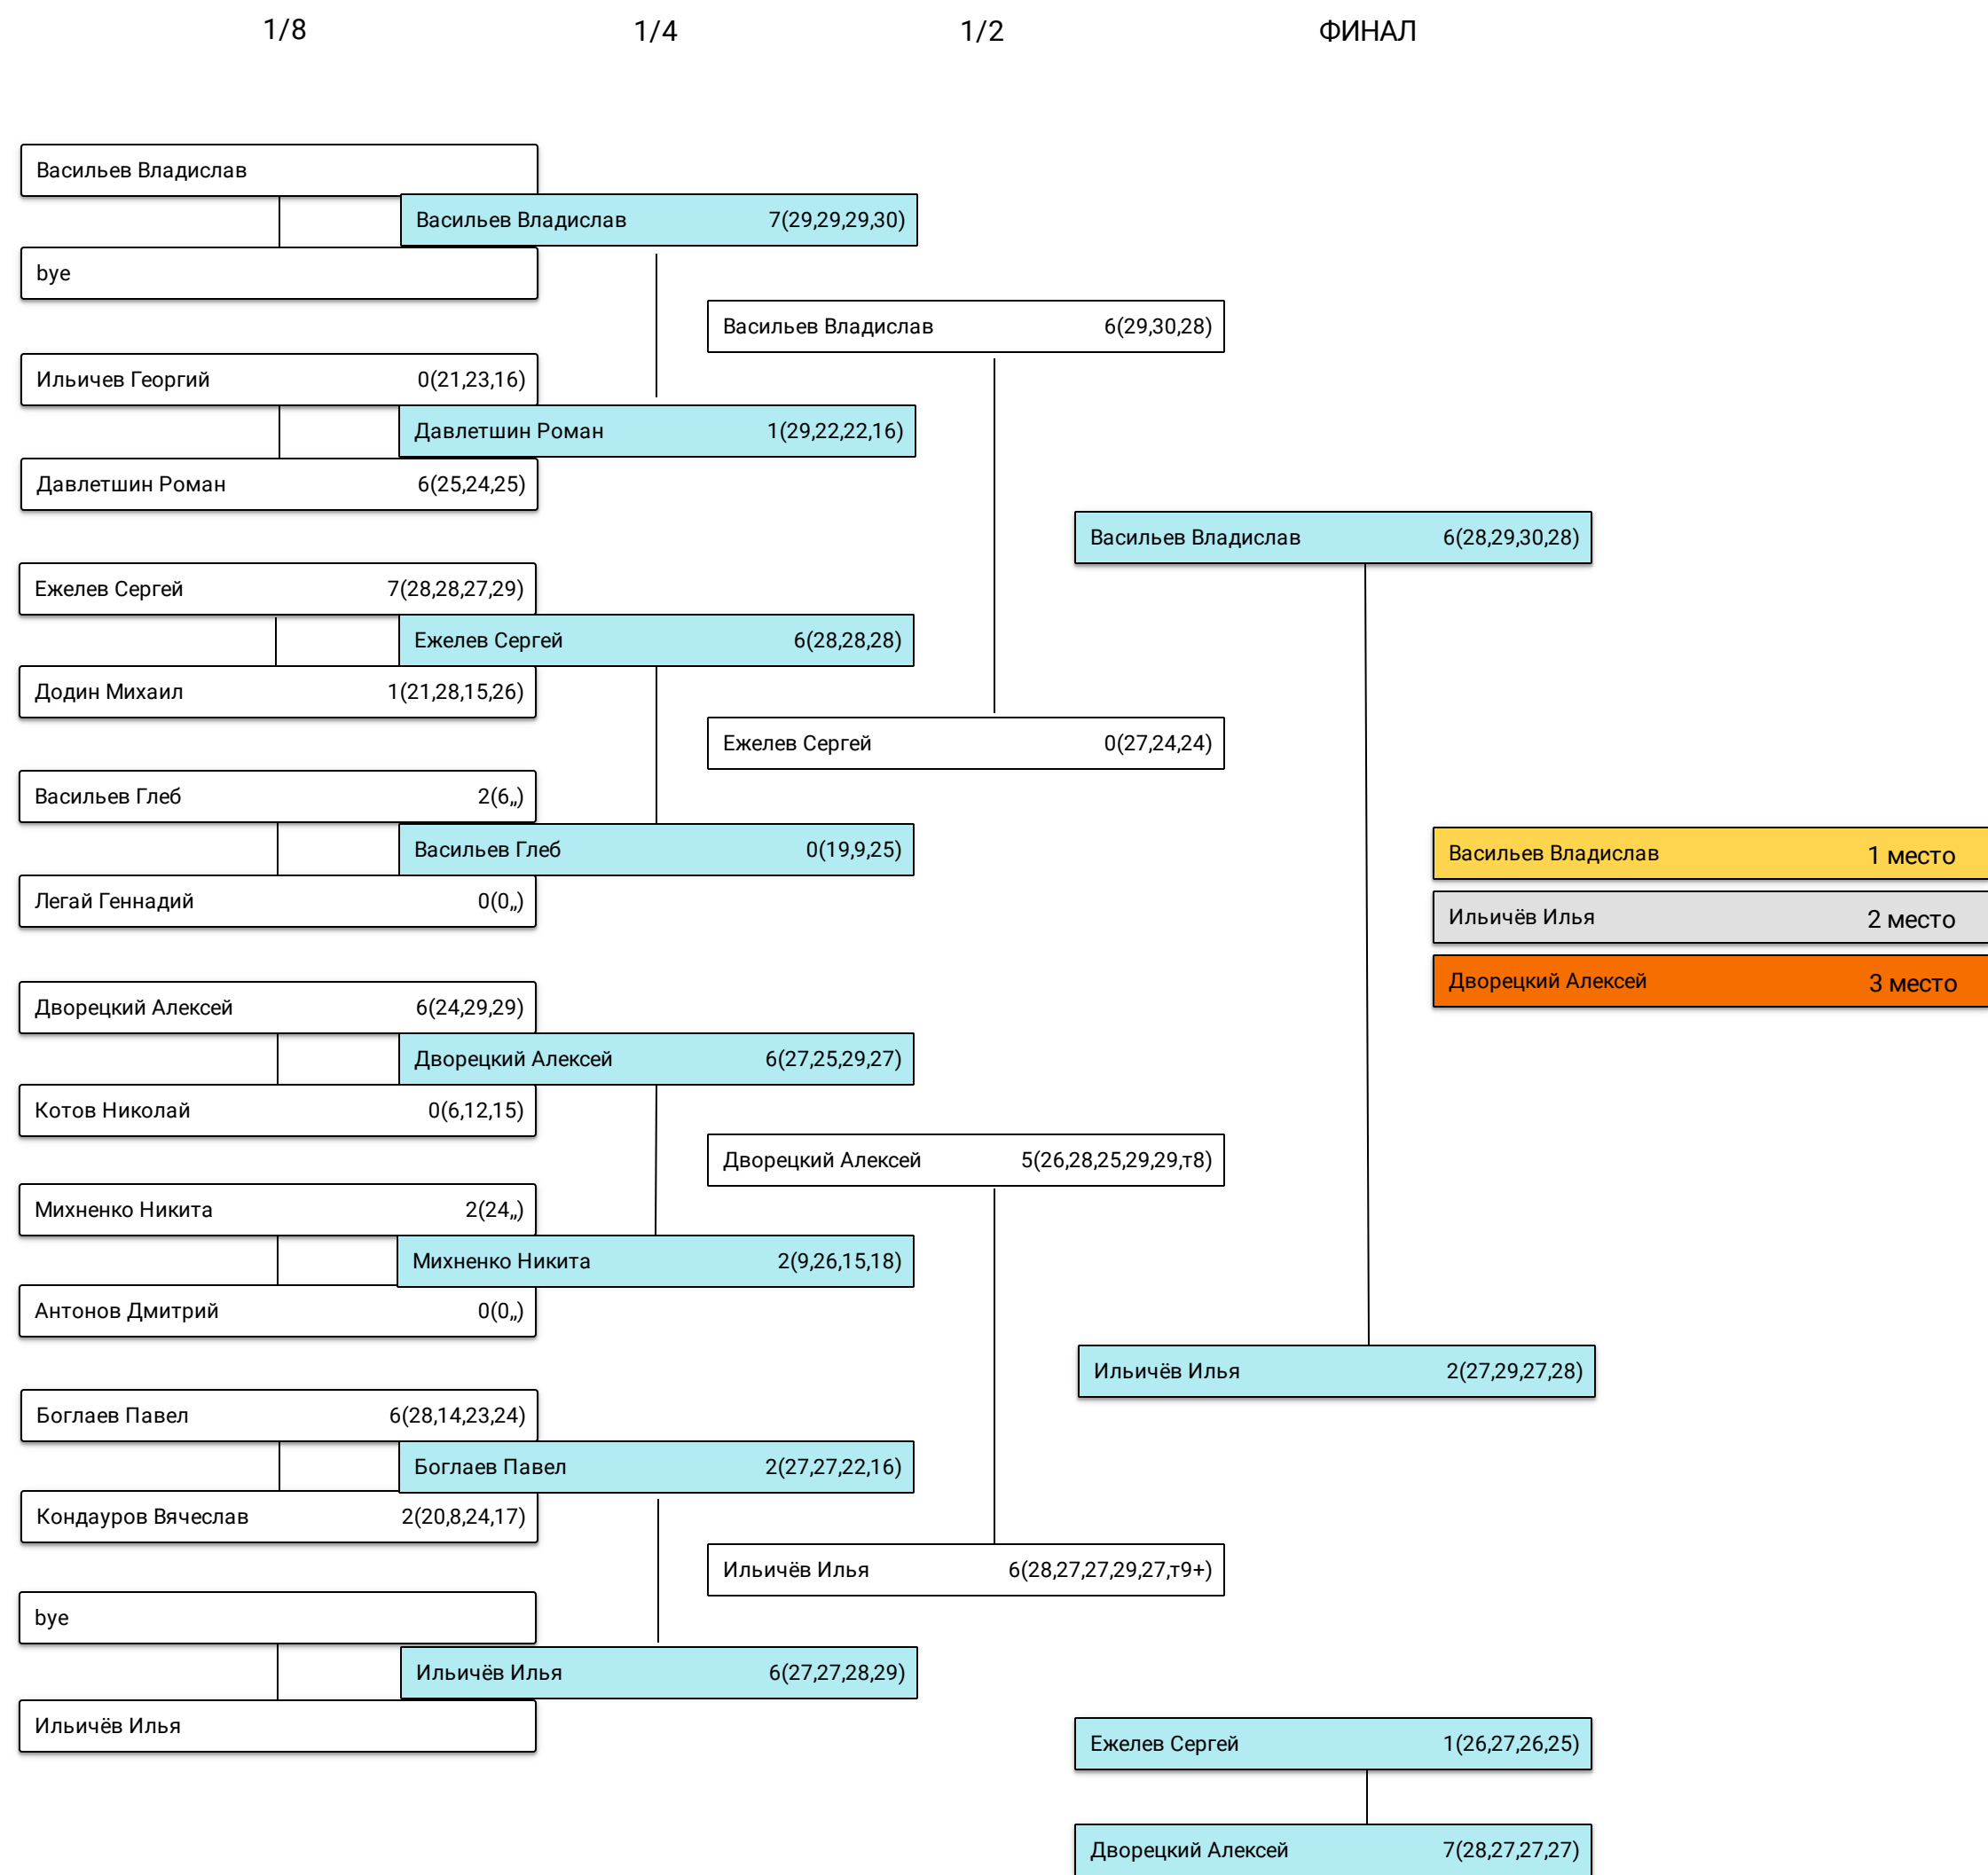 1/8 1/4 1/2 ФИНАЛ
Васильев Владислав
Васильев Владислав 7(29,29,29,30)
bye
Васильев Владислав 6(29,30,28)
Ильичев Георгий 0(21,23,16)
Давлетшин Роман 1(29,22,22,16)
Давлетшин Роман 6(25,24,25)
Васильев Владислав 6(28,29,30,28)
Ежелев Сергей 7(28,28,27,29)
Ежелев Сергей 6(28,28,28)
Додин Михаил 1(21,28,15,26)
Ежелев Сергей 0(27,24,24)
Васильев Глеб 2(6,,)
Васильев Глеб 0(19,9,25)
Васильев Владислав 1 место
Легай Геннадий 0(0,,)
Ильичёв Илья 2 место
Дворецкий Алексей 3 место
Дворецкий Алексей 6(24,29,29)
Дворецкий Алексей 6(27,25,29,27)
Котов Николай 0(6,12,15)
Дворецкий Алексей 5(26,28,25,29,29,т8)
Михненко Никита 2(24,,)
Михненко Никита 2(9,26,15,18)
Антонов Дмитрий 0(0,,)
Ильичёв Илья 2(27,29,27,28)
Боглаев Павел 6(28,14,23,24)
Боглаев Павел 2(27,27,22,16)
Кондауров Вячеслав 2(20,8,24,17)
Ильичёв Илья 6(28,27,27,29,27,т9+)
bye
Ильичёв Илья 6(27,27,28,29)
Ильичёв Илья
Ежелев Сергей 1(26,27,26,25)
Дворецкий Алексей 7(28,27,27,27)